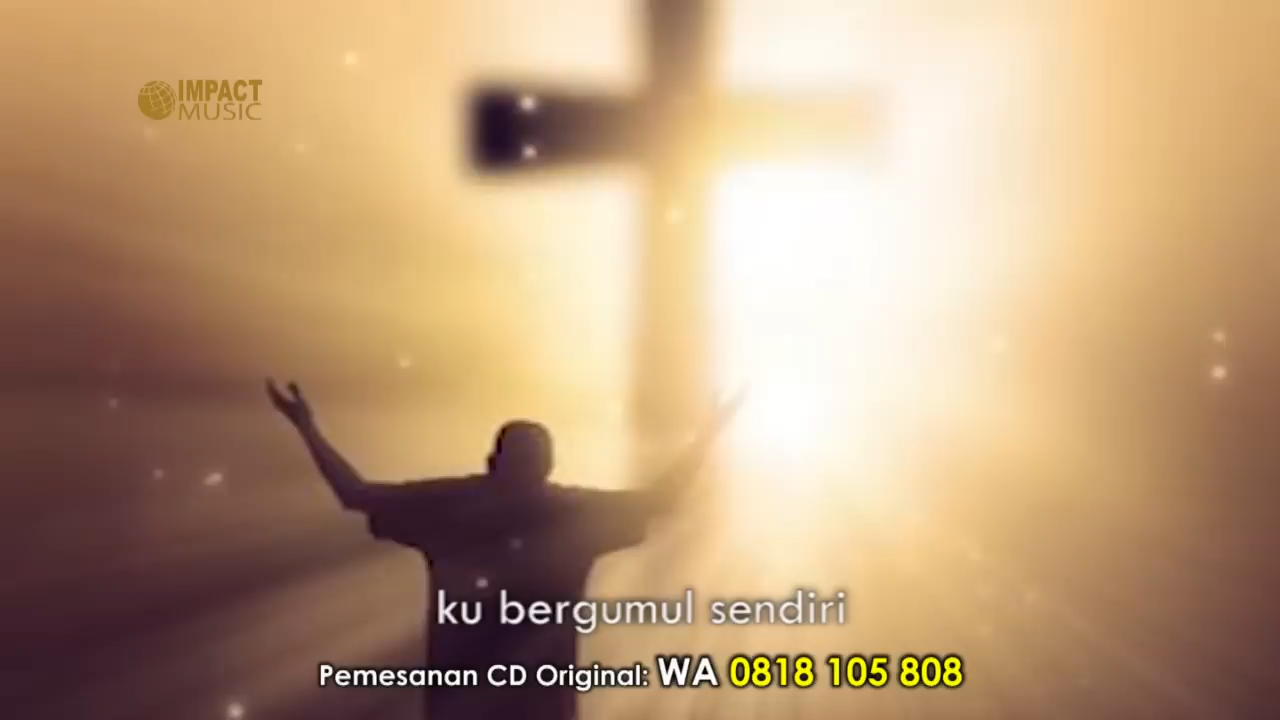 IMPACT
MUSIC
ku bergumul sendiri
Pemesanan CD Original: WA 0818 105 808